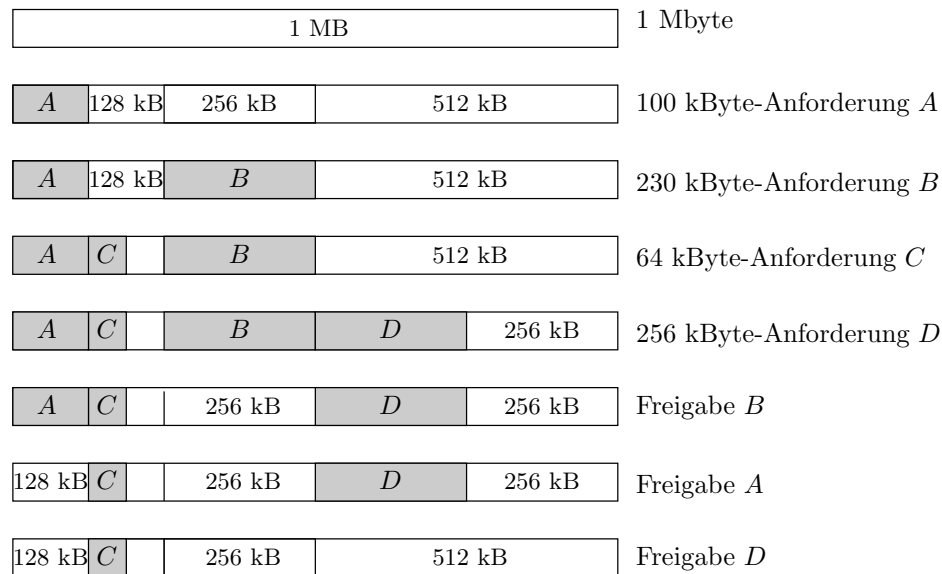 1 MB 1 Mbyte
A 128 kB 256 kB 512 kB 100 kByte-Anforderung A
A 128 kB B 512 kB 230 kByte-Anforderung B
A C B 512 kB 64 kByte-Anforderung C
A C B D 256 kB 256 kByte-Anforderung D
A C 256 kB D 256 kB Freigabe B
128 kB C 256 kB D 256 kB Freigabe A
128 kB C 256 kB 512 kB Freigabe D